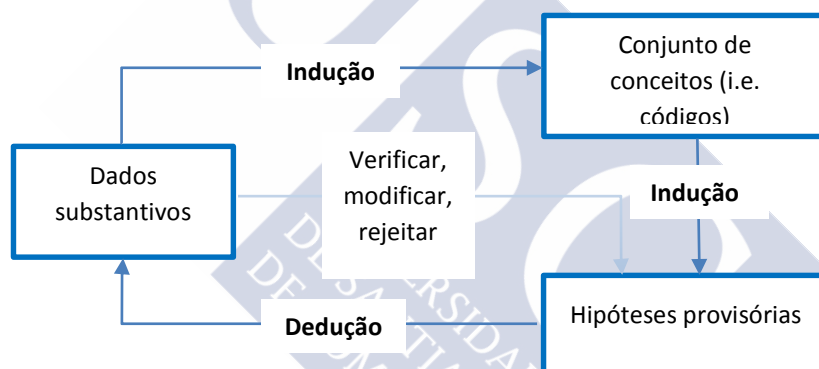 Indução
Conjunto de
conceitos (i.e.
códigos)
Dados
substantivos
Verificar,
modificar,
rejeitar
Indução
Dedução
Hipóteses provisórias